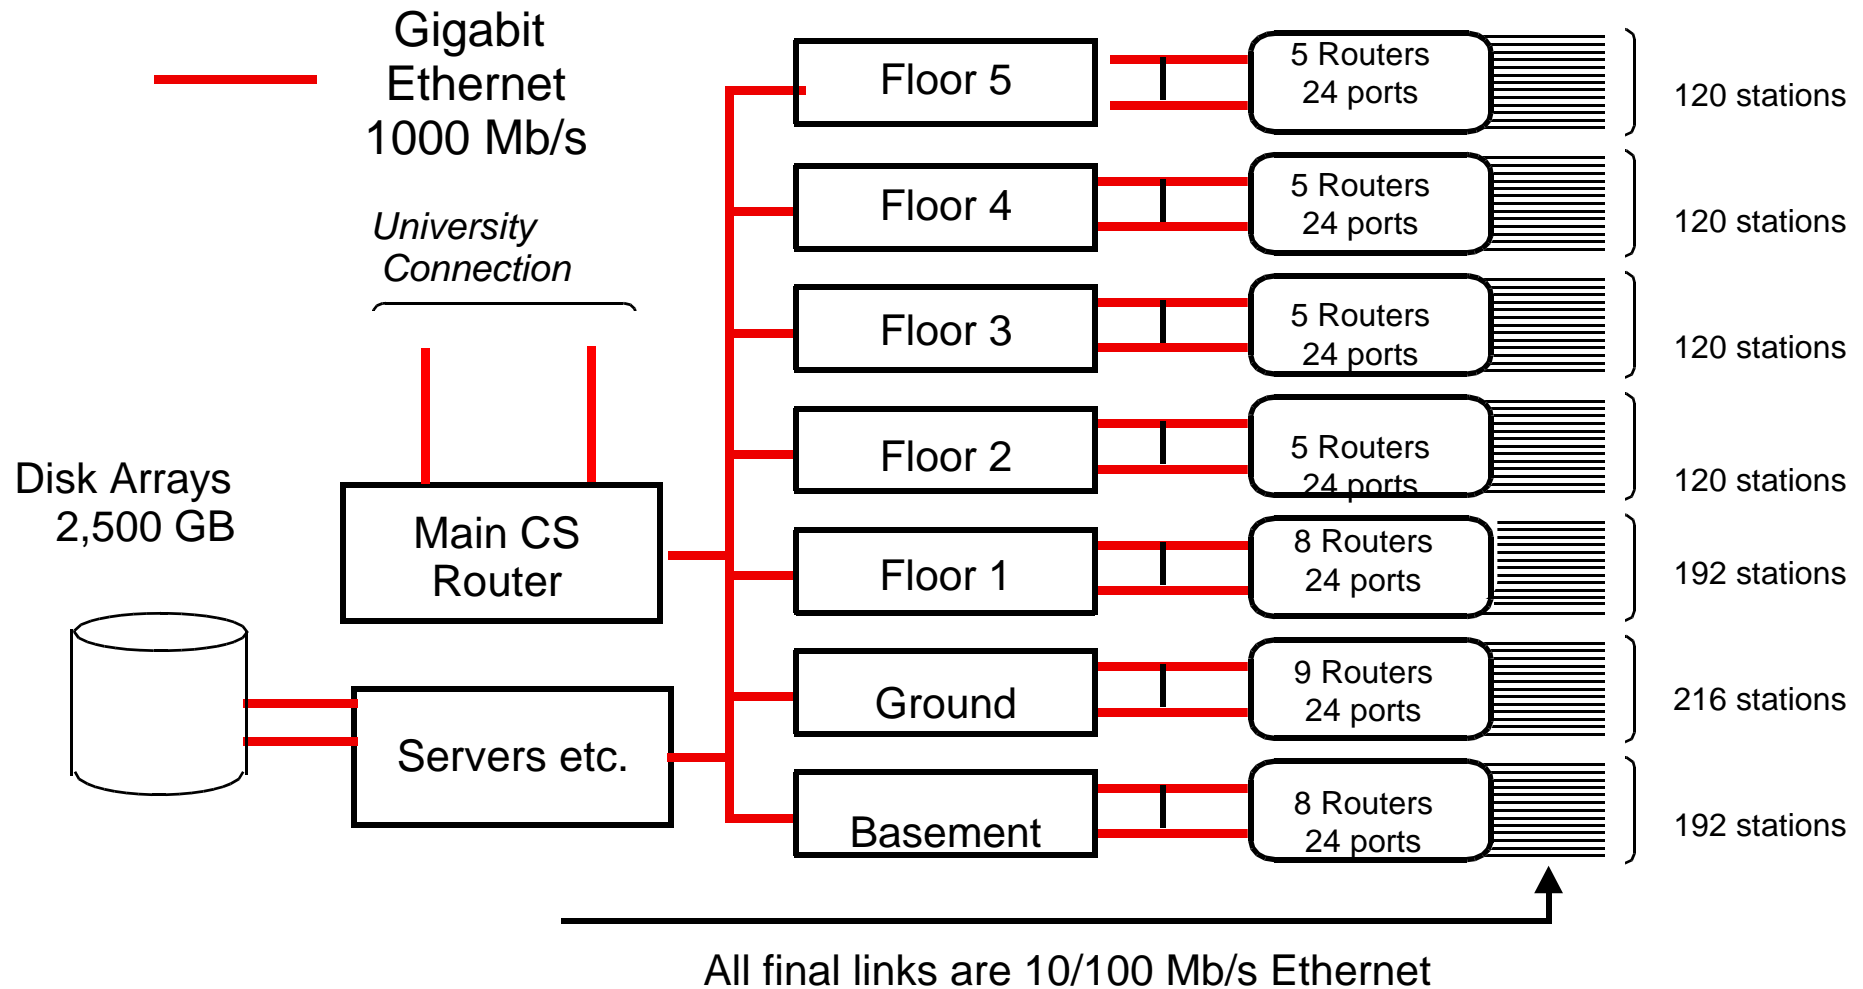 Gigabit
Ethernet
1000 Mb/s
University
Connection
Disk Arrays
2,500 GB
Main CS
Router
Servers etc.
Floor 5
5 Routers
24 ports
120 stations
Floor 4
5 Routers
24 ports
120 stations
Floor 3
5 Routers
24 ports
120 stations
Floor 2
5 Routers
24 ports
120 stations
Floor 1
8 Routers
24 ports
192 stations
Ground
9 Routers
24 ports
216 stations
Basement
8 Routers
24 ports
192 stations
All final links are 10/100 Mb/s Ethernet